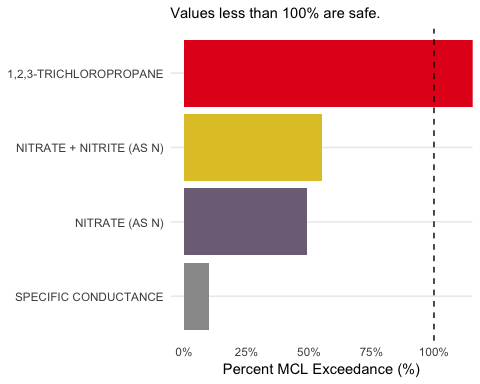 Values less than 100% are safe.
1,2,3-TRICHLOROPROPANE
NITRATE + NITRITE (AS N)
NITRATE (AS N)
SPECIFIC CONDUCTANCE
0% 25% 50% 75% 100%
Percent MCL Exceedance (%)